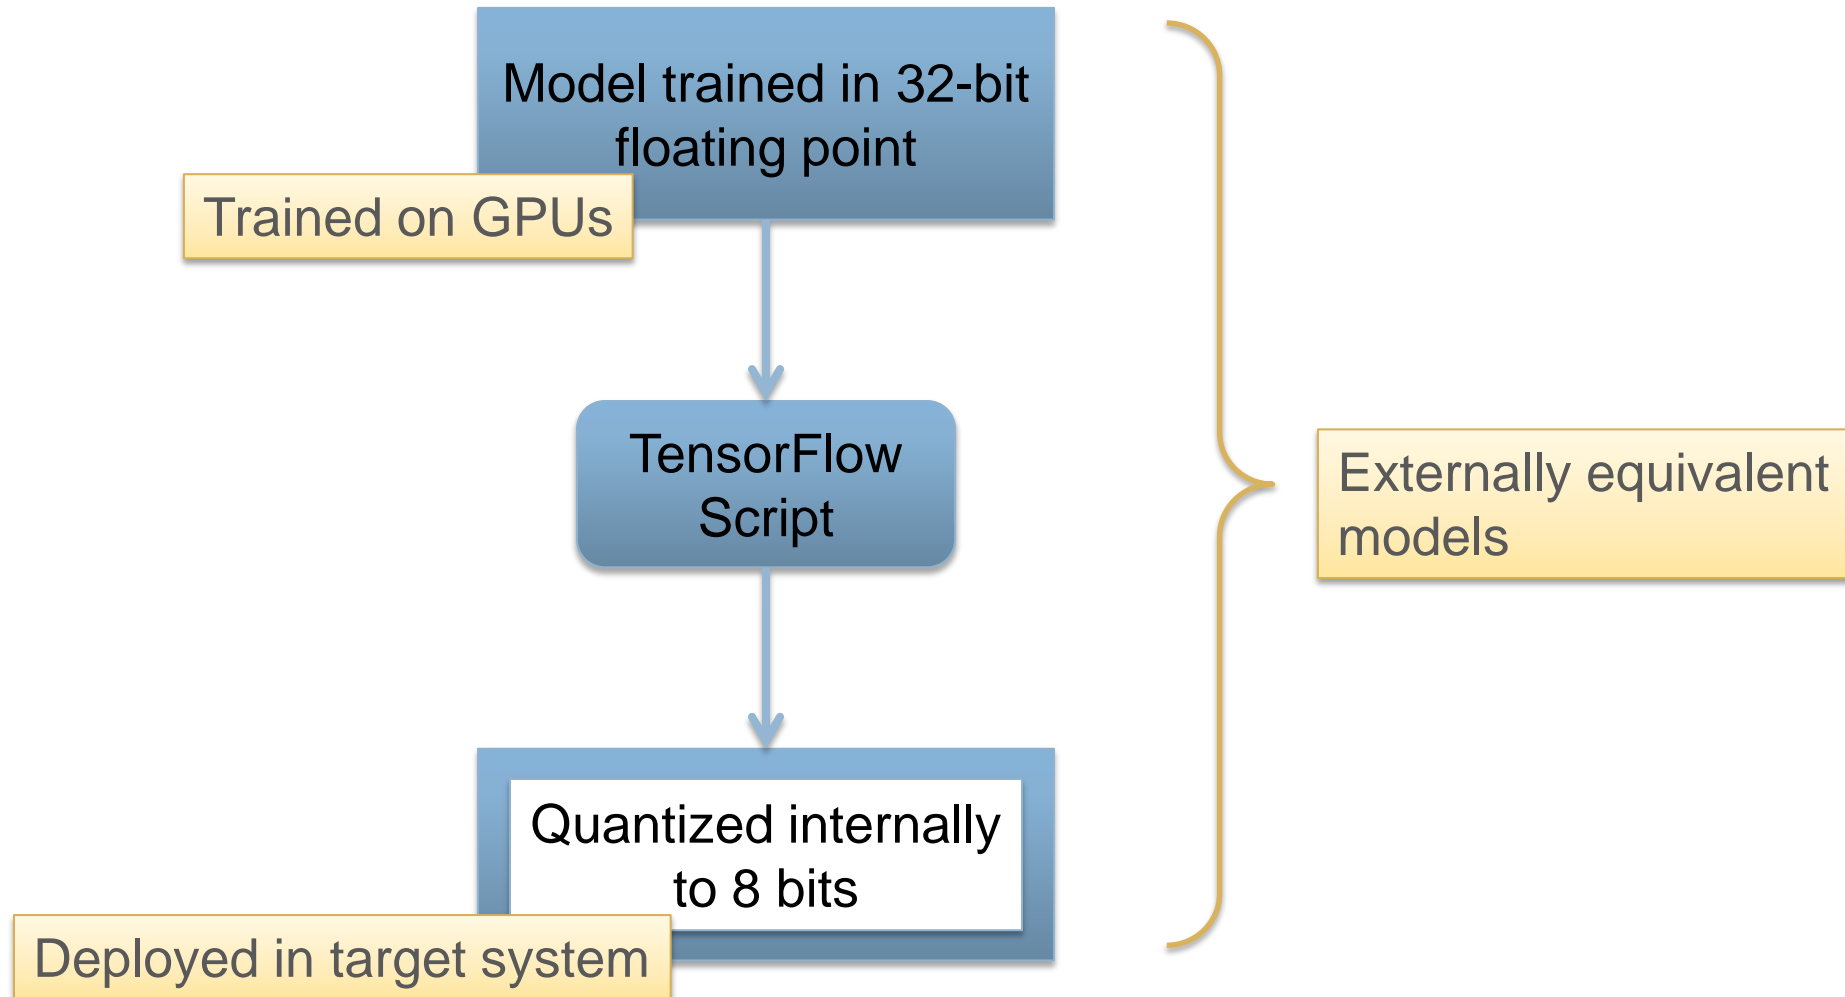 Model trained in 32-bit
floating point
Trained on GPUs
TensorFlow
Script
Externally equivalent
models
Quantized internally
to 8 bits
Deployed in target system